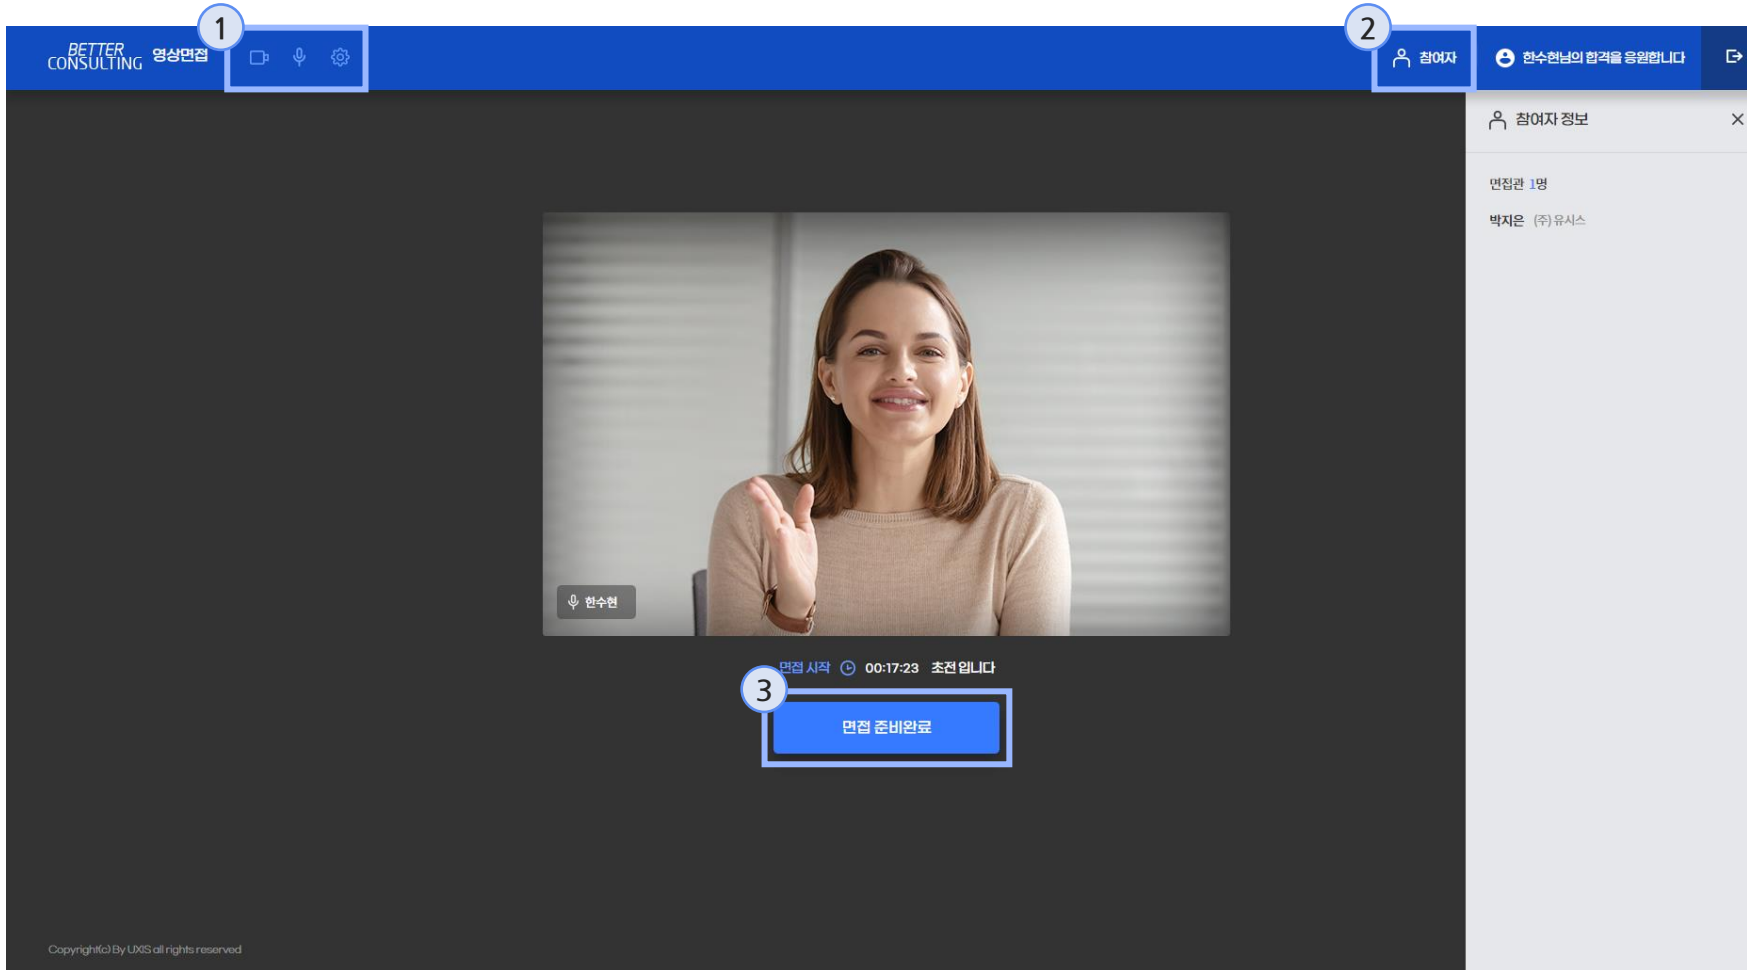 1
2
BETTER
CONSULTING 영상면접
참여자
한수현님의 합격을 응원합니다
참여자 정보
면접관 1명
박지은 (주)유시스
한수현
면접 시작 00:17:23 초전 입니다
3
면접 준비완료
Copyright(c) By UXIS all rights reserved